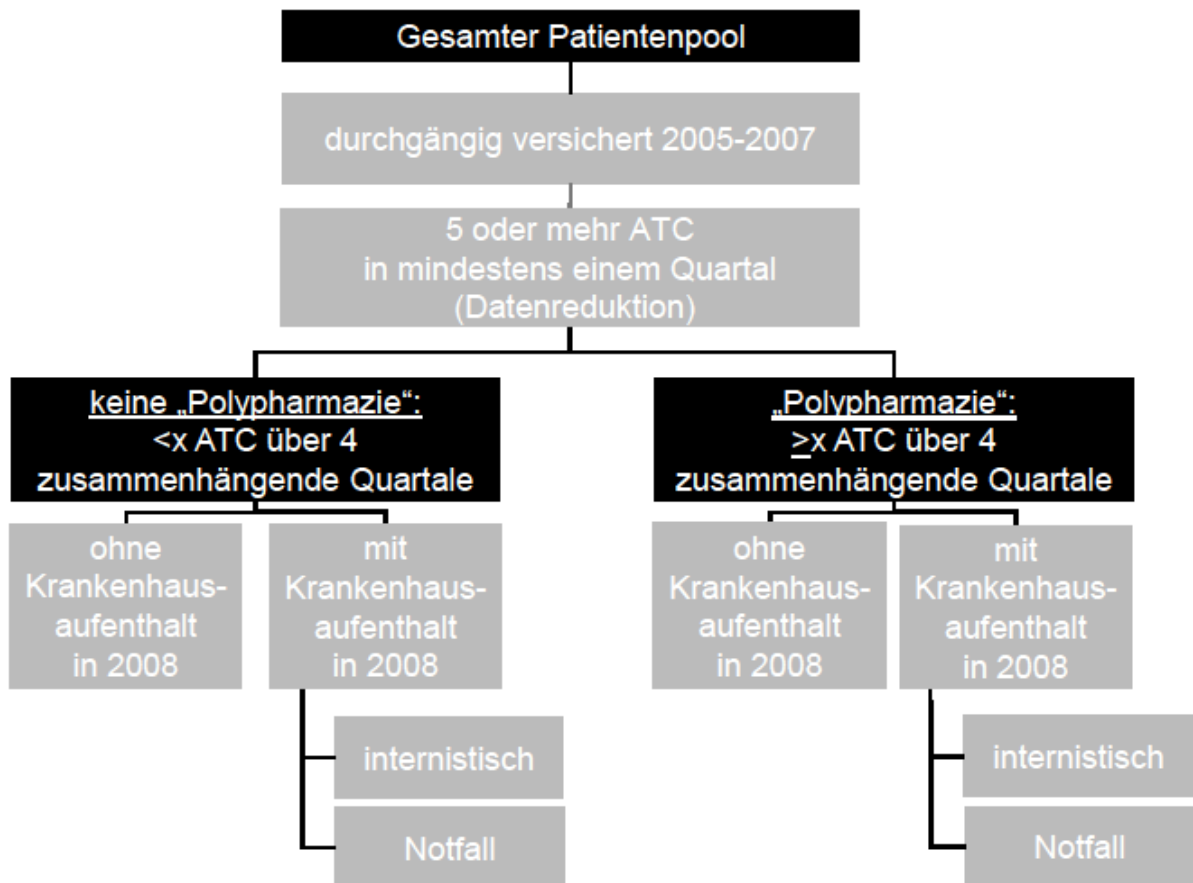 Gesamter Patientenpool
durchgängig versichert 2005-2007
5 oder mehr ATC
in mindestens einem Quartal
(Datenreduktion)
keine „Polypharmazie“:
<x ATC über 4
zusammenhängende Quartale
„Polypharmazie“:
≥x ATC über 4
zusammenhängende Quartale
ohne
Krankenhaus-
aufenthalt
in 2008
mit
Krankenhaus-
aufenthalt
in 2008
internistisch
Notfall
ohne
Krankenhaus-
aufenthalt
in 2008
mit
Krankenhaus-
aufenthalt
in 2008
internistisch
Notfall